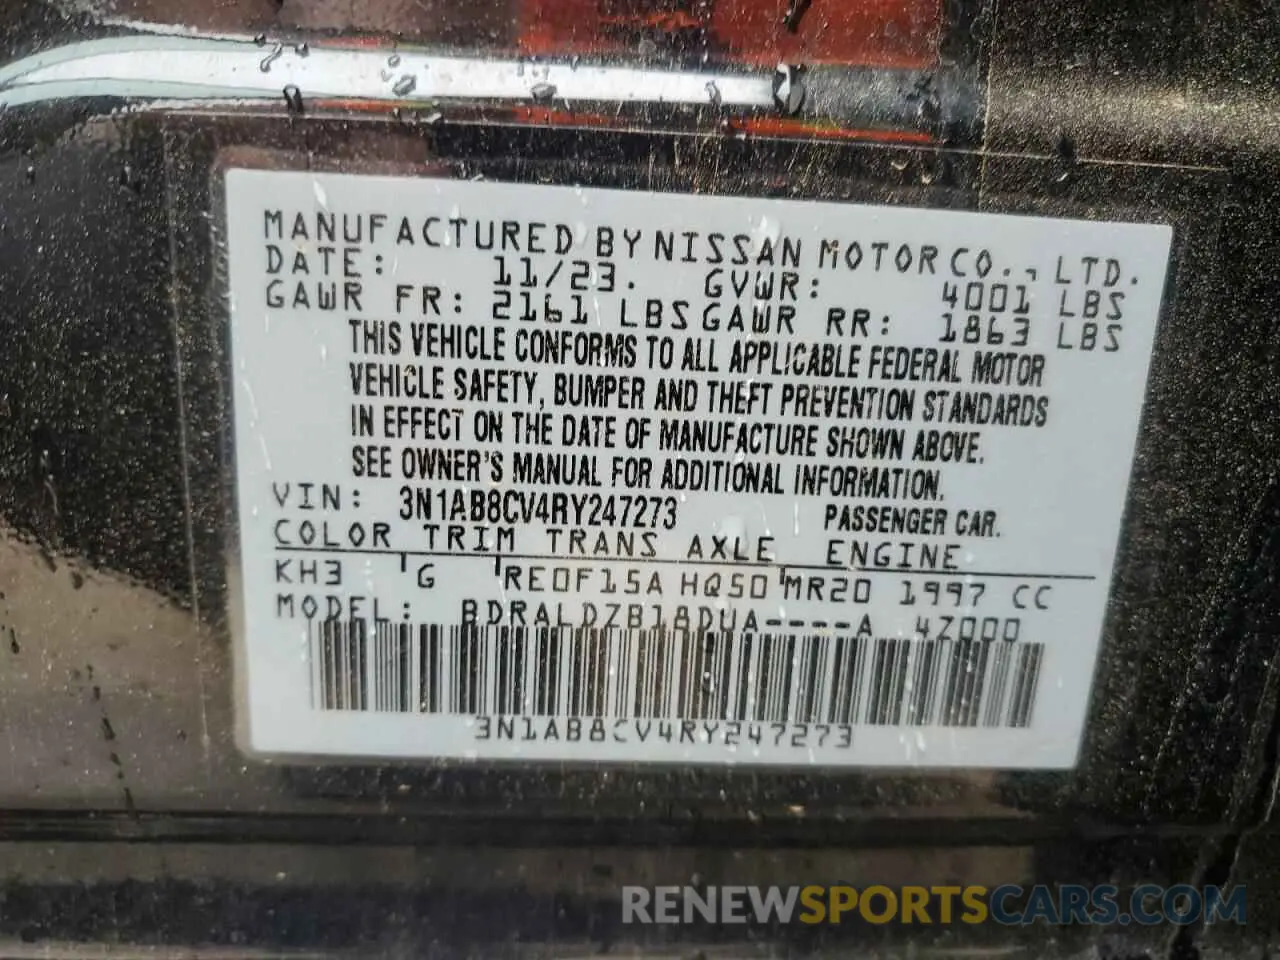 MANUFACTURED BY NISSAN MOTOR CO., LTD.
DATE: 11/23. GVWR: 4001 LBS
GAWR FR: 2161 LBS GAWR RR: 1863 LBS
THIS VEHICLE CONFORMS TO ALL APPLICABLE FEDERAL MOTOR
VEHICLE SAFETY, BUMPER AND THEFT PREVENTION STANDARDS
IN EFFECT ON THE DATE OF MANUFACTURE SHOWN ABOVE.
SEE OWNER'S MANUAL FOR ADDITIONAL INFORMATION.
VIN: 3N1AB8CV4RY247273 PASSENGER CAR.
COLOR TRIM TRANS AXLE ENGINE
KH3 G RE0F15A HQ50 MR20 1997 CC
MODEL: BDRALDZB18DUA----A 4Z000
3N1AB8CV4RY247273
RENEWSPORTSCARS.COM